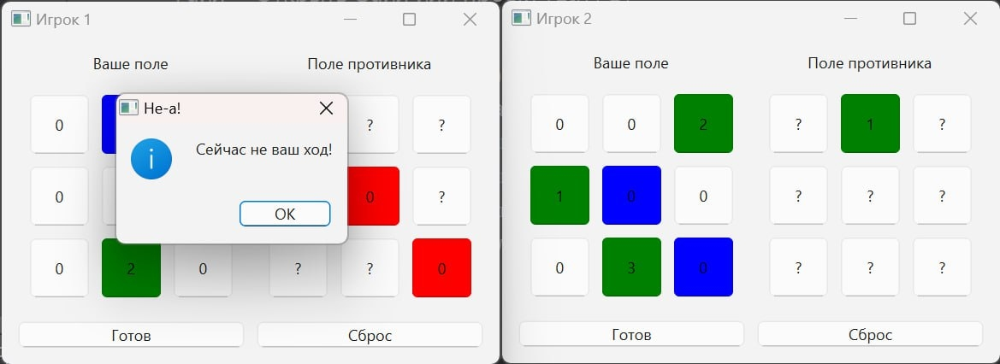 Игрок 1
Ваше поле
Поле противника
0
? ?
Не-а!
Сейчас не ваш ход!
OK
0
0 ?
0 2 0
? ? 0
Готов
Сброс
Игрок 2
Ваше поле
Поле противника
0 0 2
? 1 ?
1 0 0
? ? ?
0 3 0
? ? ?
Готов
Сброс